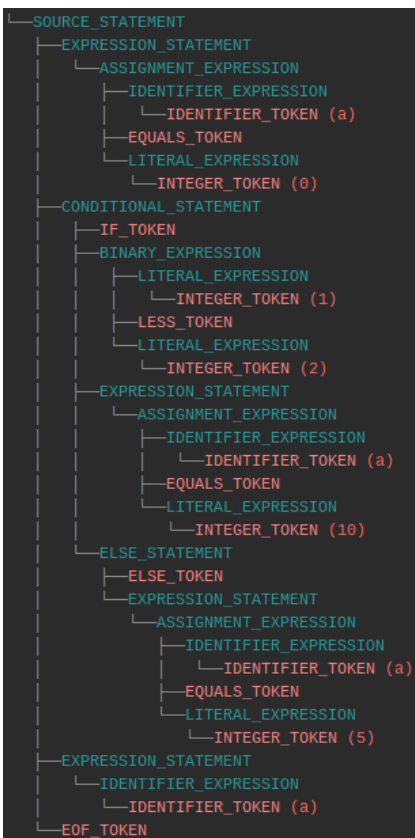 SOURCE_STATEMENT
EXPRESSION_STATEMENT
ASSIGNMENT_EXPRESSION
IDENTIFIER_EXPRESSION
IDENTIFIER_TOKEN (a)
EQUALS_TOKEN
LITERAL_EXPRESSION
INTEGER_TOKEN (0)
CONDITIONAL_STATEMENT
IF_TOKEN
BINARY_EXPRESSION
LITERAL_EXPRESSION
INTEGER_TOKEN (1)
LESS_TOKEN
LITERAL_EXPRESSION
INTEGER_TOKEN (2)
EXPRESSION_STATEMENT
ASSIGNMENT_EXPRESSION
IDENTIFIER_EXPRESSION
IDENTIFIER_TOKEN (a)
EQUALS_TOKEN
LITERAL_EXPRESSION
INTEGER_TOKEN (10)
ELSE_STATEMENT
ELSE_TOKEN
EXPRESSION_STATEMENT
ASSIGNMENT_EXPRESSION
IDENTIFIER_EXPRESSION
IDENTIFIER_TOKEN (a)
EQUALS_TOKEN
LITERAL_EXPRESSION
INTEGER_TOKEN (5)
EXPRESSION_STATEMENT
IDENTIFIER_EXPRESSION
IDENTIFIER_TOKEN (a)
EOF_TOKEN